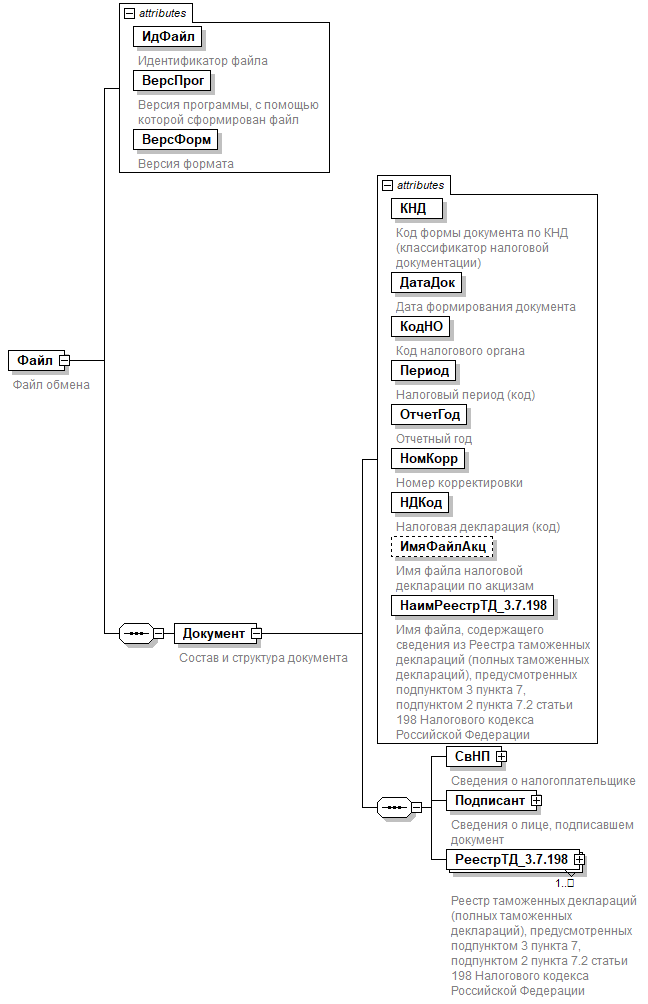 attributes
ИдФайл
Идентификатор файла
ВерсПрог
Версия программы, с помощью
которой сформирован файл
ВерсФорм
Версия формата
Файл
Файл обмена
attributes
КНД
Код формы документа по КНД
(классификатор налоговой
документации)
ДатаДок
Дата формирования документа
КодНО
Код налогового органа
Период
Налоговый период (код)
ОтчетГод
Отчетный год
НомКорр
Номер корректировки
НДКод
Налоговая декларация (код)
ИмяФайлАкц
Имя файла налоговой
декларации по акцизам
НаимРеестрТД_3.7.198
Имя файла, содержащего
сведения из Реестра таможенных
деклараций (полных таможенных
деклараций), предусмотренных
подпунктом 3 пункта 7,
подпунктом 2 пункта 7.2 статьи
198 Налогового кодекса
Российской Федерации
Документ
Состав и структура документа
СвНП
Сведения о налогоплательщике
Подписант
Сведения о лице, подписавшем
документ
РеестрТД_3.7.198
1..□
Реестр таможенных деклараций
(полных таможенных
деклараций), предусмотренных
подпунктом 3 пункта 7,
подпунктом 2 пункта 7.2 статьи
198 Налогового кодекса
Российской Федерации